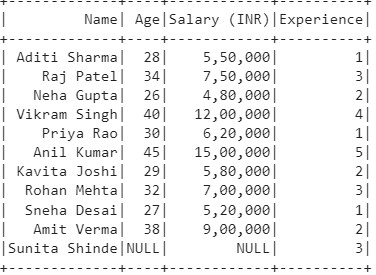 +-------------+----+------------+----------+
|         Name| Age|Salary (INR)|Experience|
+-------------+----+------------+----------+
| Aditi Sharma|  28|    5,50,000|         1|
|    Raj Patel|  34|    7,50,000|         3|
|   Neha Gupta|  26|    4,80,000|         2|
| Vikram Singh|  40|   12,00,000|         4|
|    Priya Rao|  30|    6,20,000|         1|
|   Anil Kumar|  45|   15,00,000|         5|
| Kavita Joshi|  29|    5,80,000|         2|
|  Rohan Mehta|  32|    7,00,000|         3|
|  Sneha Desai|  27|    5,20,000|         1|
|   Amit Verma|  38|    9,00,000|         2|
|Sunita Shinde|NULL|        NULL|         3|
+-------------+----+------------+----------+